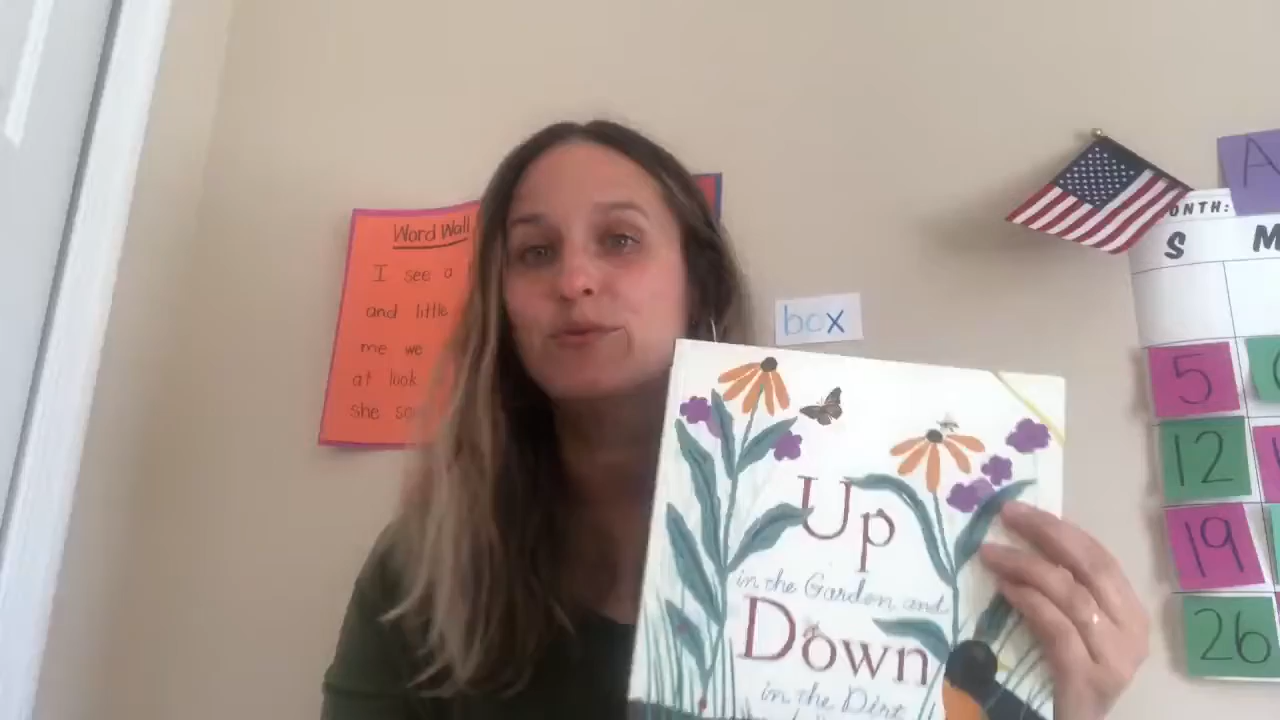 Word Wall
I see a
and little
me we
at look
she
box
Up
in the Garden and
Down
in the Dirt
ONTH:
S M
5
12
19
26